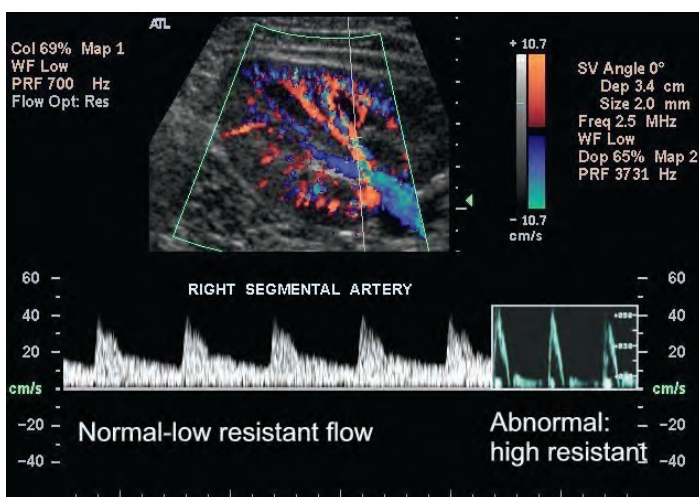 ATL
Col 69% Map 1
WF Low
PRF 700 Hz
Flow Opt: Res
+ 10.7
- 10.7
cm/s
SV Angle 0°
Dep 3.4 cm
Size 2.0 mm
Freq 2.5 MHz
WF Low
Dop 65% Map 2
PRF 3731 Hz
RIGHT SEGMENTAL ARTERY
60
40
20
cm/s
-20
-40
60
40
20
cm/s
-20
-40
Normal-low resistant flow
Abnormal:
high resistant